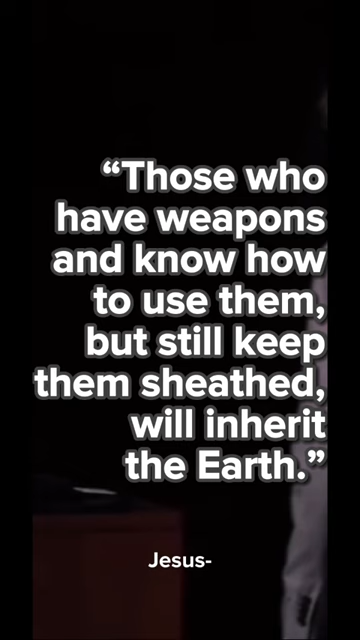 “Those who
have weapons
and know how
to use them,
but still keep
them sheathed,
will inherit
the Earth.”
Jesus-